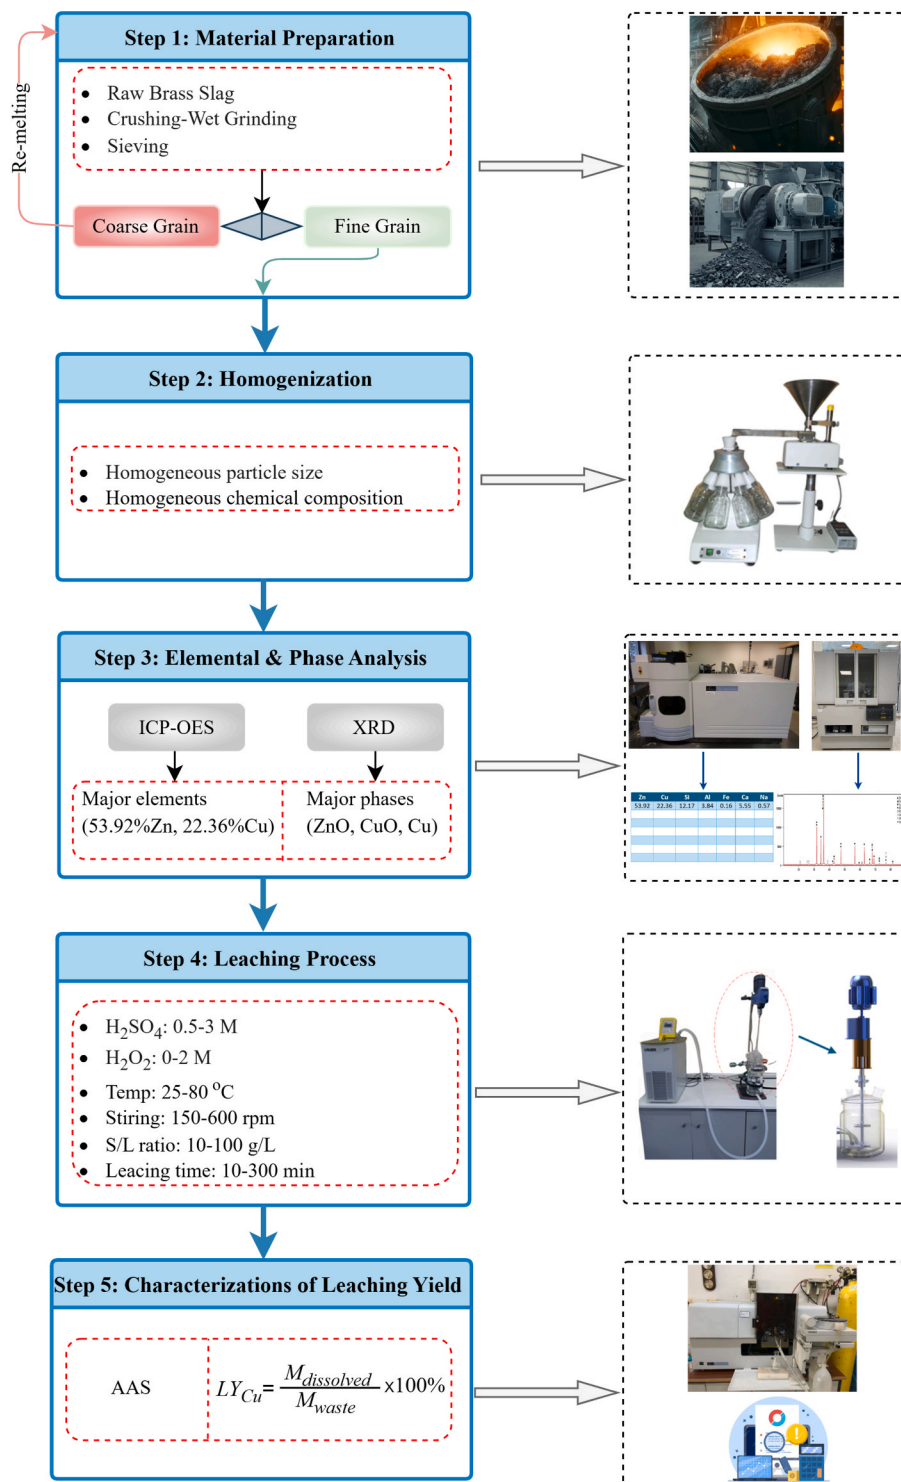 Step 1: Material Preparation
Re-melting
Raw Brass Slag
Crushing-Wet Grinding
Sieving
Coarse Grain
Fine Grain
Step 2: Homogenization
Homogeneous particle size
Homogeneous chemical composition
Step 3: Elemental & Phase Analysis
ICP-OES
XRD
Major elements
(53.92%Zn, 22.36%Cu)
Major phases
(ZnO, CuO, Cu)
Zn Cu Si Al Fe Ca Na
53.92 22.36 12.17 3.84 0.16 5.55 0.57
Step 4: Leaching Process
H₂SO₄: 0.5-3 M
H₂O₂: 0-2 M
Temp: 25-80 °C
Stiring: 150-600 rpm
S/L ratio: 10-100 g/L
Leacing time: 10-300 min
Step 5: Characterizations of Leaching Yield
AAS
LY_Cu = M_dissolved / M_waste ×100%